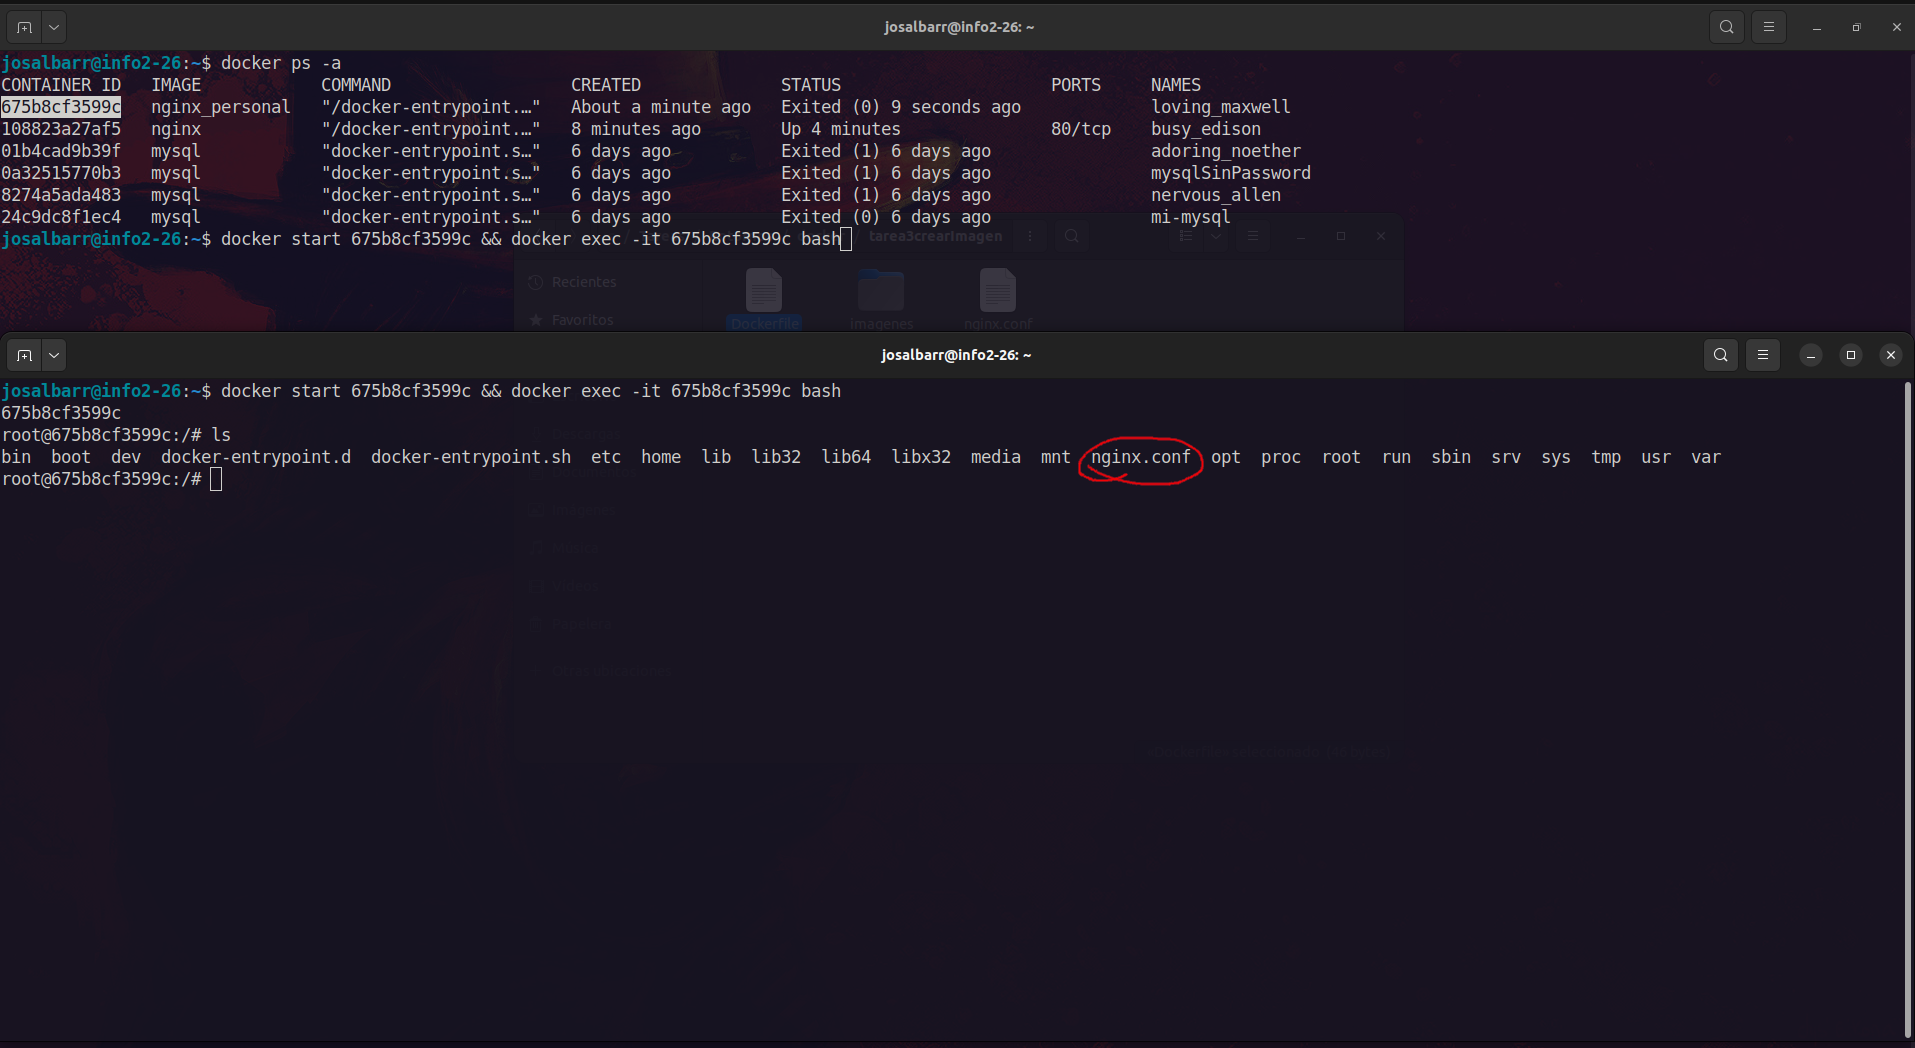 josalbarr@info2-26: ~
josalbarr@info2-26:~$ docker ps -a
CONTAINER ID   IMAGE            COMMAND                  CREATED              STATUS                     PORTS     NAMES
675b8cf3599c   nginx_personal   "/docker-entrypoint.…"   About a minute ago   Exited (0) 9 seconds ago             loving_maxwell
108823a27af5   nginx            "/docker-entrypoint.…"   8 minutes ago        Up 4 minutes               80/tcp    busy_edison
01b4cad9b39f   mysql            "docker-entrypoint.s…"   6 days ago           Exited (1) 6 days ago                adoring_noether
0a32515770b3   mysql            "docker-entrypoint.s…"   6 days ago           Exited (1) 6 days ago                mysqlSinPassword
8274a5ada483   mysql            "docker-entrypoint.s…"   6 days ago           Exited (1) 6 days ago                nervous_allen
24c9dc8f1ec4   mysql            "docker-entrypoint.s…"   6 days ago           Exited (0) 6 days ago                mi-mysql
josalbarr@info2-26:~$ docker start 675b8cf3599c && docker exec -it 675b8cf3599c bash
tarea3crearImagen
Recientes
Favoritos
Dockerfile imagenes nginx.conf
josalbarr@info2-26: ~
josalbarr@info2-26:~$ docker start 675b8cf3599c && docker exec -it 675b8cf3599c bash
675b8cf3599c
root@675b8cf3599c:/# ls
bin  boot  dev  docker-entrypoint.d  docker-entrypoint.sh  etc  home  lib  lib32  lib64  libx32  media  mnt  nginx.conf  opt  proc  root  run  sbin  srv  sys  tmp  usr  var
root@675b8cf3599c:/#